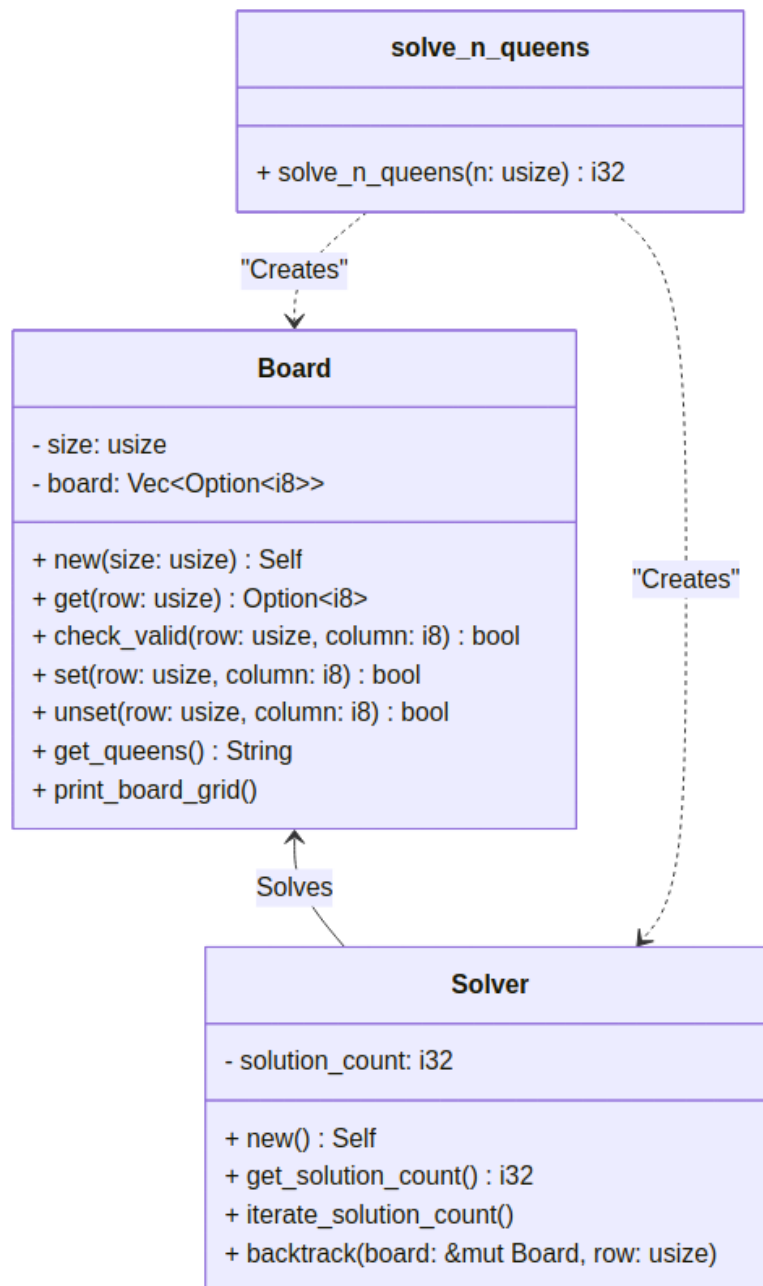 solve_n_queens
+ solve_n_queens(n: usize) : i32
"Creates"
Board
- size: usize
- board: Vec<Option<i8>>
+ new(size: usize) : Self
+ get(row: usize) : Option<i8>
+ check_valid(row: usize, column: i8) : bool
+ set(row: usize, column: i8) : bool
+ unset(row: usize, column: i8) : bool
+ get_queens() : String
+ print_board_grid()
"Creates"
Solves
Solver
- solution_count: i32
+ new() : Self
+ get_solution_count() : i32
+ iterate_solution_count()
+ backtrack(board: &mut Board, row: usize)